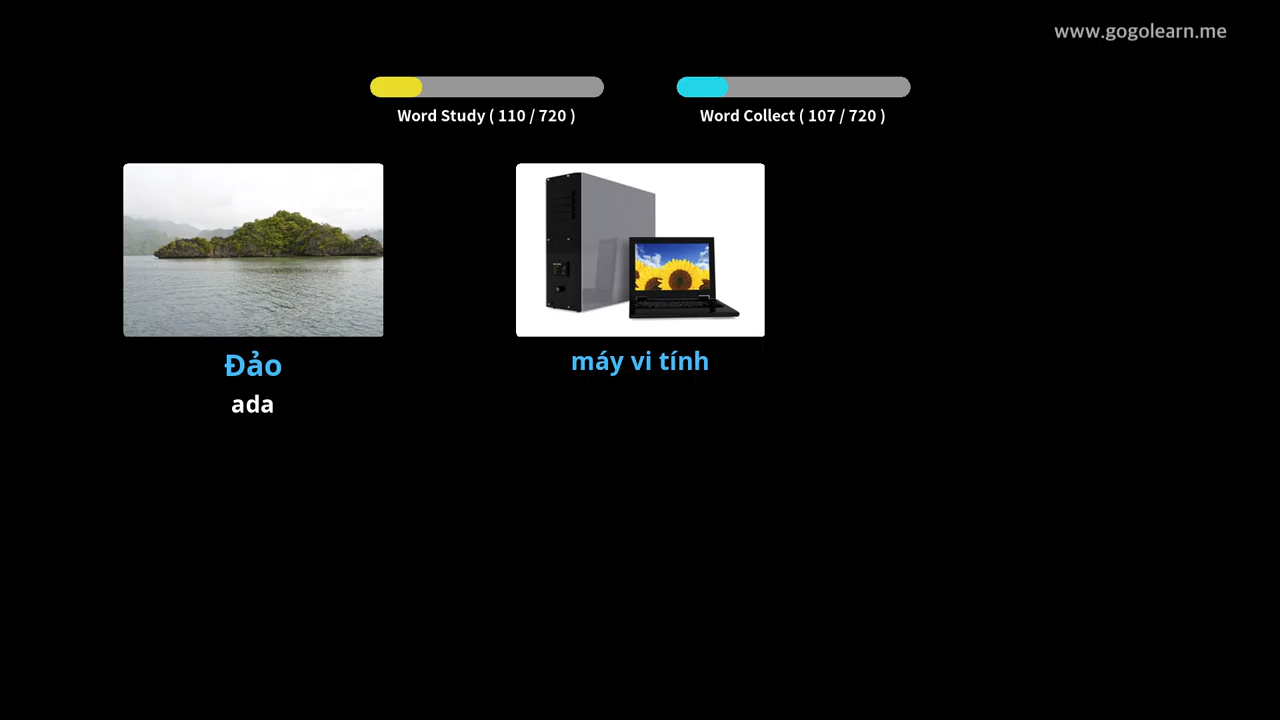 www.gogolearn.me
Word Study ( 110 / 720 )
Word Collect ( 107 / 720 )
Đảo
ada
máy vi tính